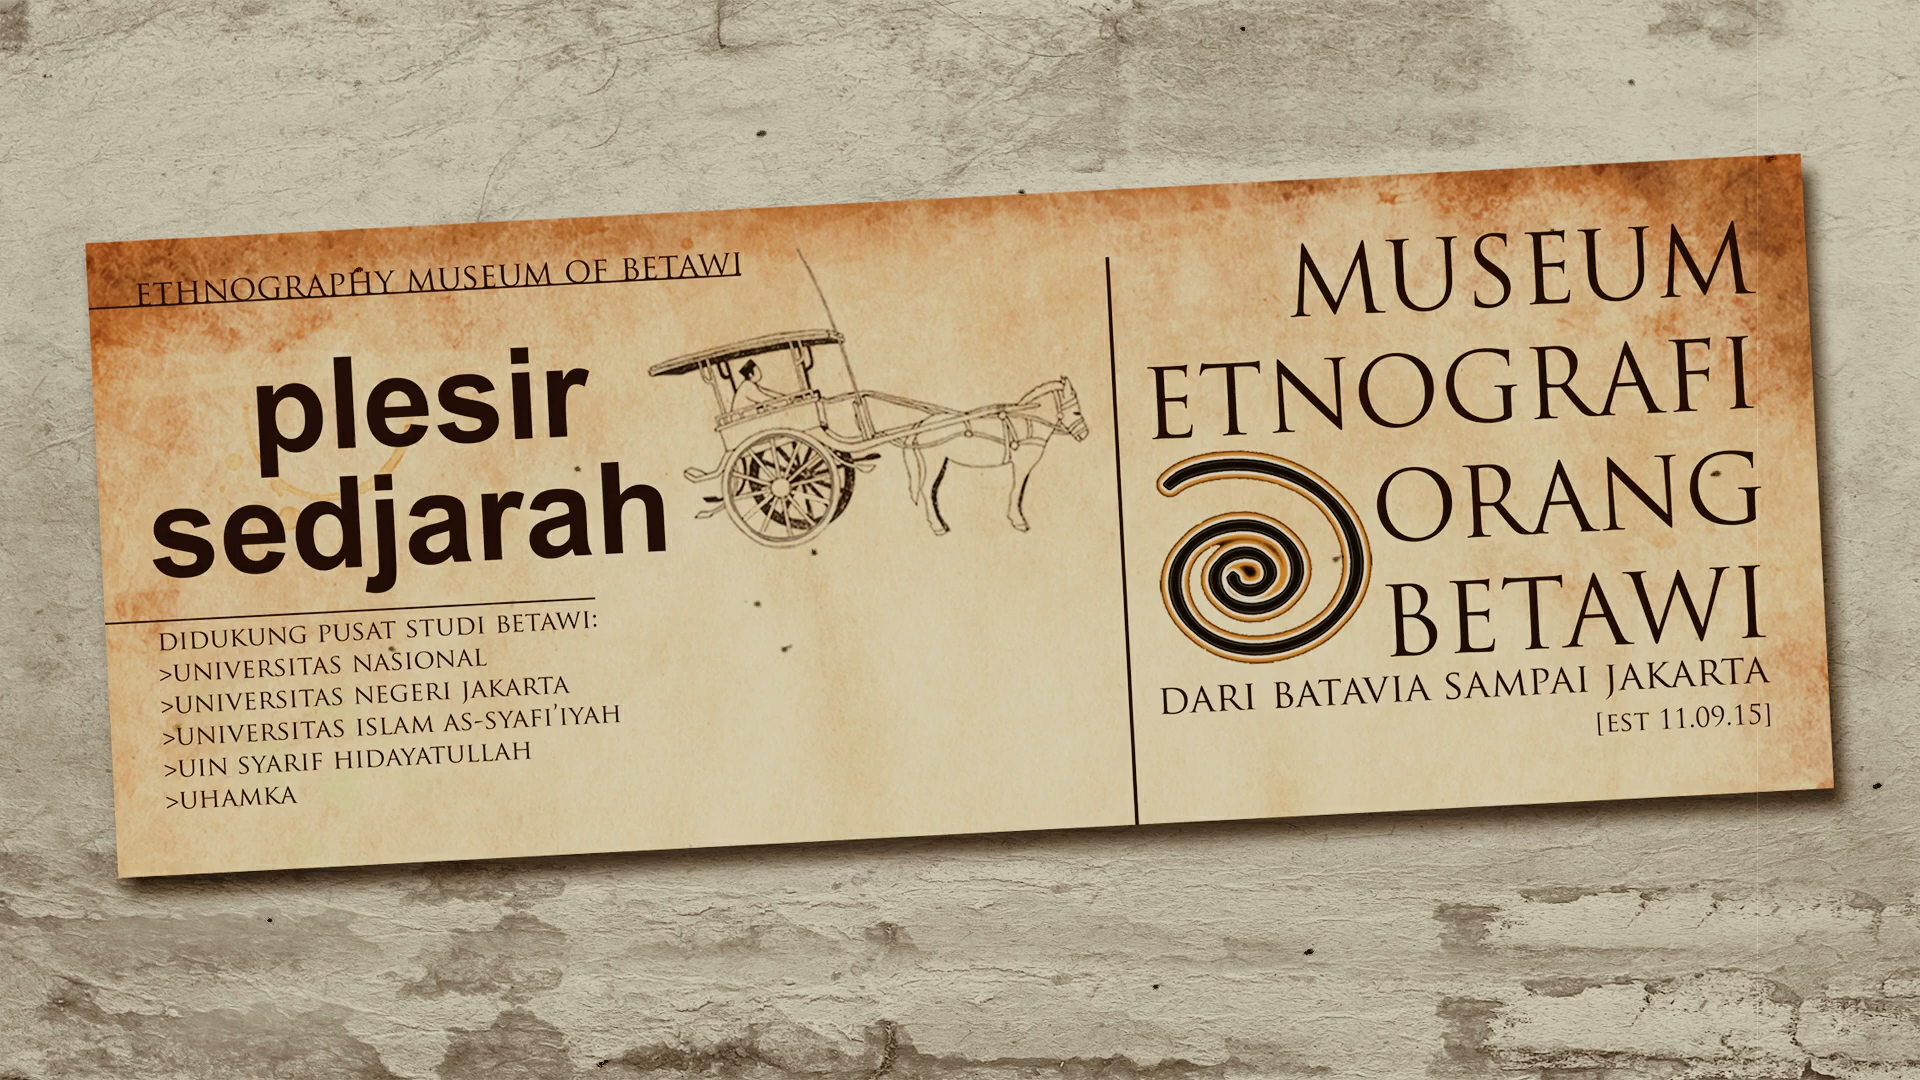 ETHNOGRAPHY MUSEUM OF BETAWI
plesir
sedjarah
DIDUKUNG PUSAT STUDI BETAWI:
>UNIVERSITAS NASIONAL
>UNIVERSITAS NEGERI JAKARTA
>UNIVERSITAS ISLAM AS-SYAFI'IYAH
>UIN SYARIF HIDAYATULLAH
>UHAMKA
MUSEUM
ETNOGRAFI
ORANG
BETAWI
DARI BATAVIA SAMPAI JAKARTA
[EST 11.09.15]